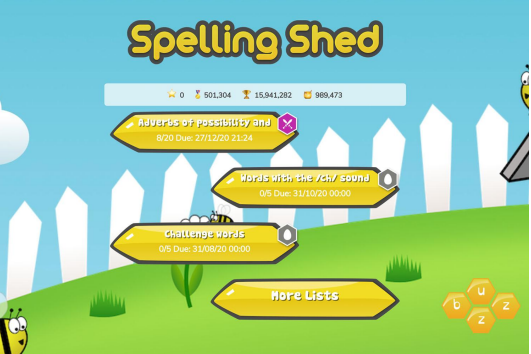 Spelling Shed
0 501,304 15,941,282 989,473
Adverbs of possibility and
8/20 Due: 27/12/20 21:24
Words with the /ch/ sound
0/5 Due: 31/10/20 00:00
Challenge words
0/5 Due: 31/08/20 00:00
More Lists
b u z z